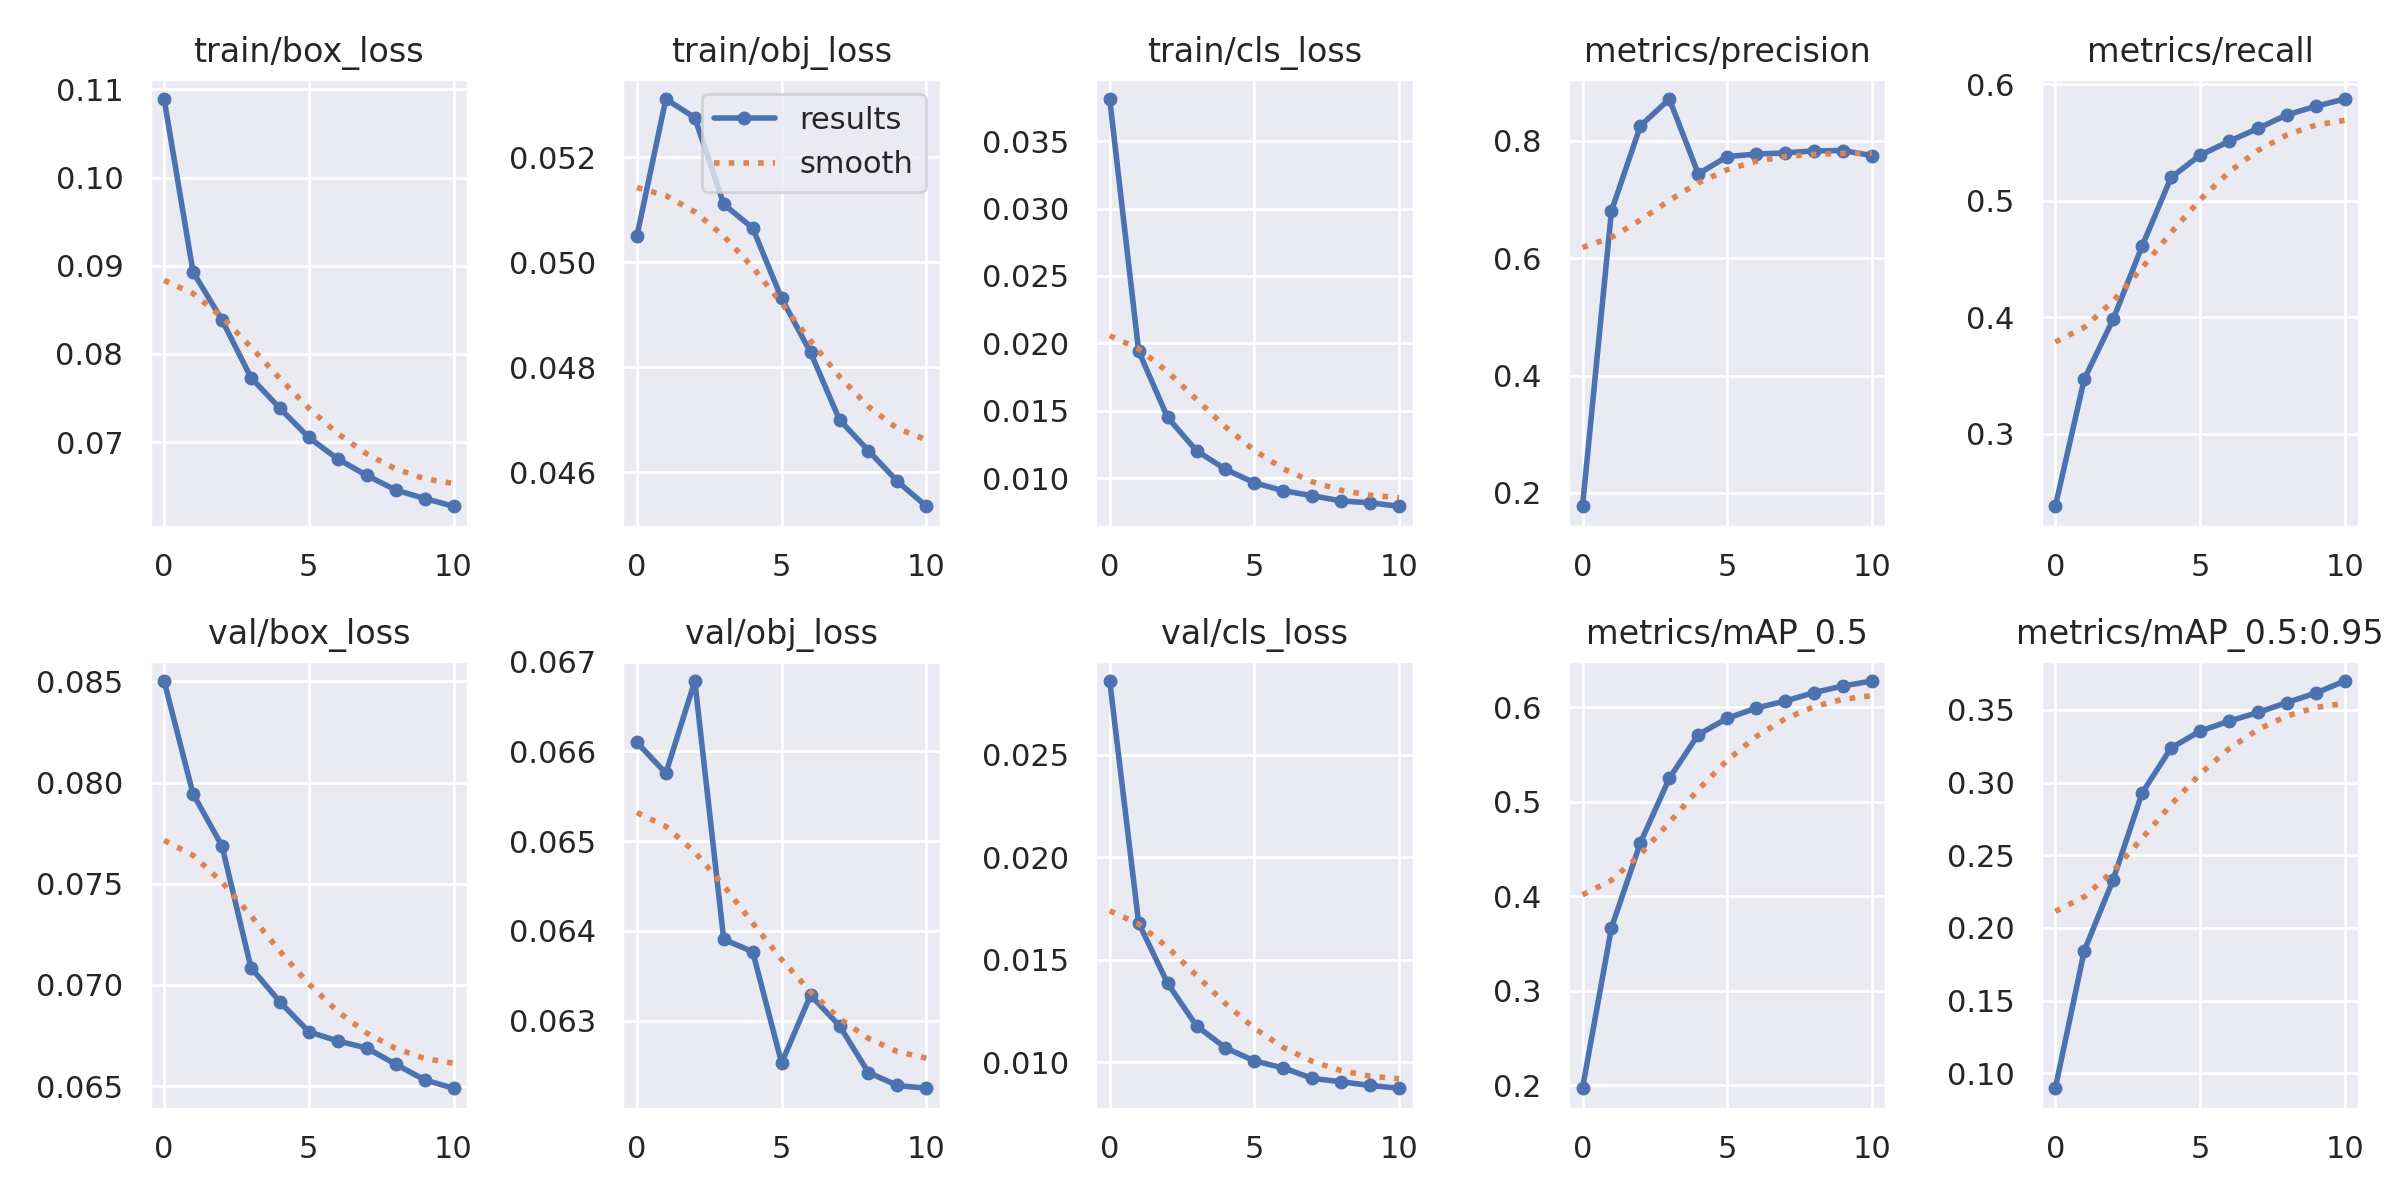 train/box_loss
0.11
0.10
0.09
0.08
0.07
0 5 10
train/obj_loss
results
smooth
0.052
0.050
0.048
0.046
0 5 10
train/cls_loss
0.035
0.030
0.025
0.020
0.015
0.010
0 5 10
metrics/precision
0.8
0.6
0.4
0.2
0 5 10
metrics/recall
0.6
0.5
0.4
0.3
0 5 10
val/box_loss
0.085
0.080
0.075
0.070
0.065
0 5 10
val/obj_loss
0.067
0.066
0.065
0.064
0.063
0 5 10
val/cls_loss
0.025
0.020
0.015
0.010
0 5 10
metrics/mAP_0.5
0.6
0.5
0.4
0.3
0.2
0 5 10
metrics/mAP_0.5:0.95
0.35
0.30
0.25
0.20
0.15
0.10
0 5 10